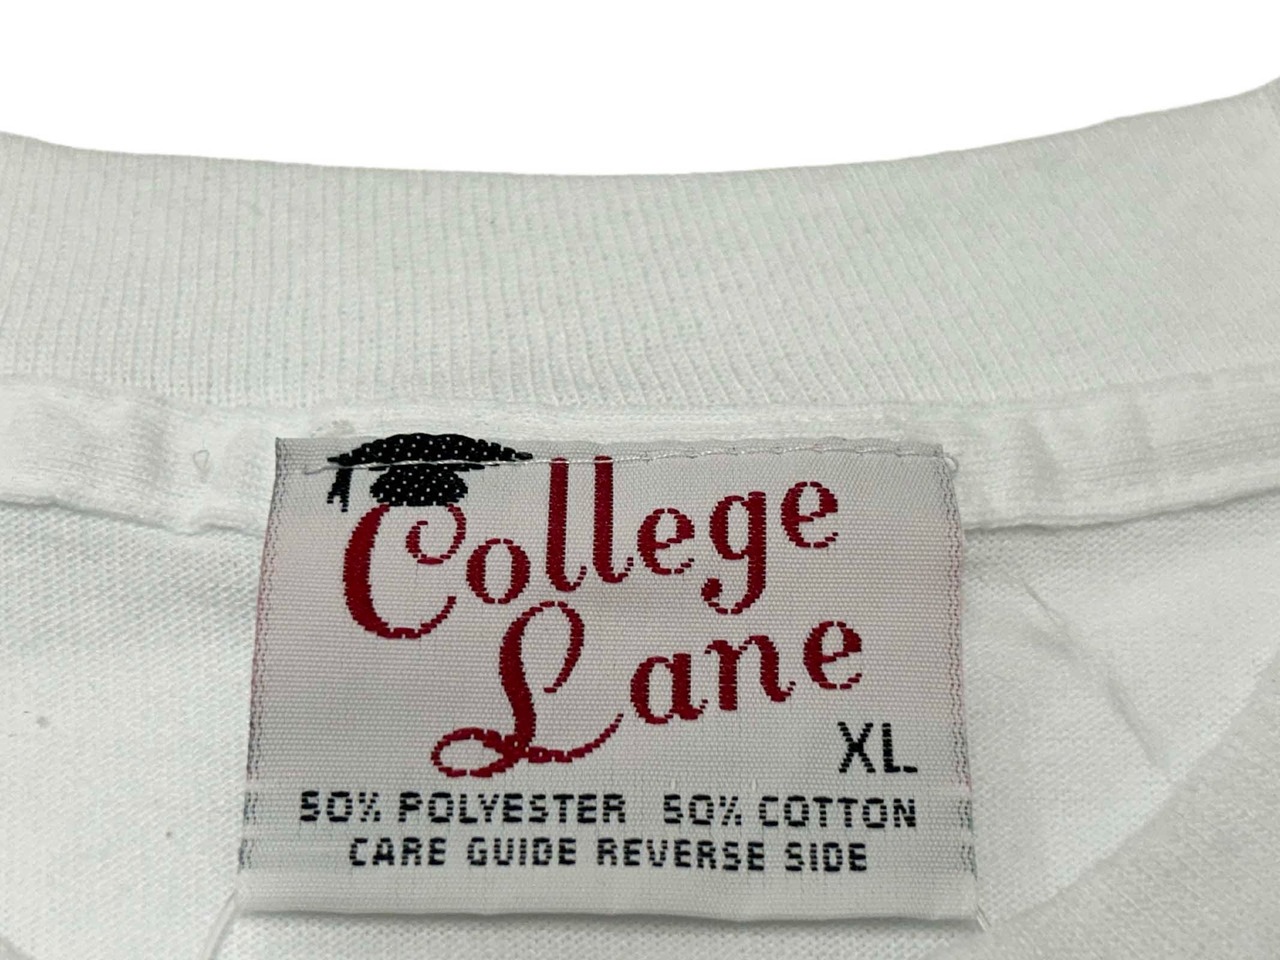 College
Lane
XL
50% POLYESTER 50% COTTON
CARE GUIDE REVERSE SIDE